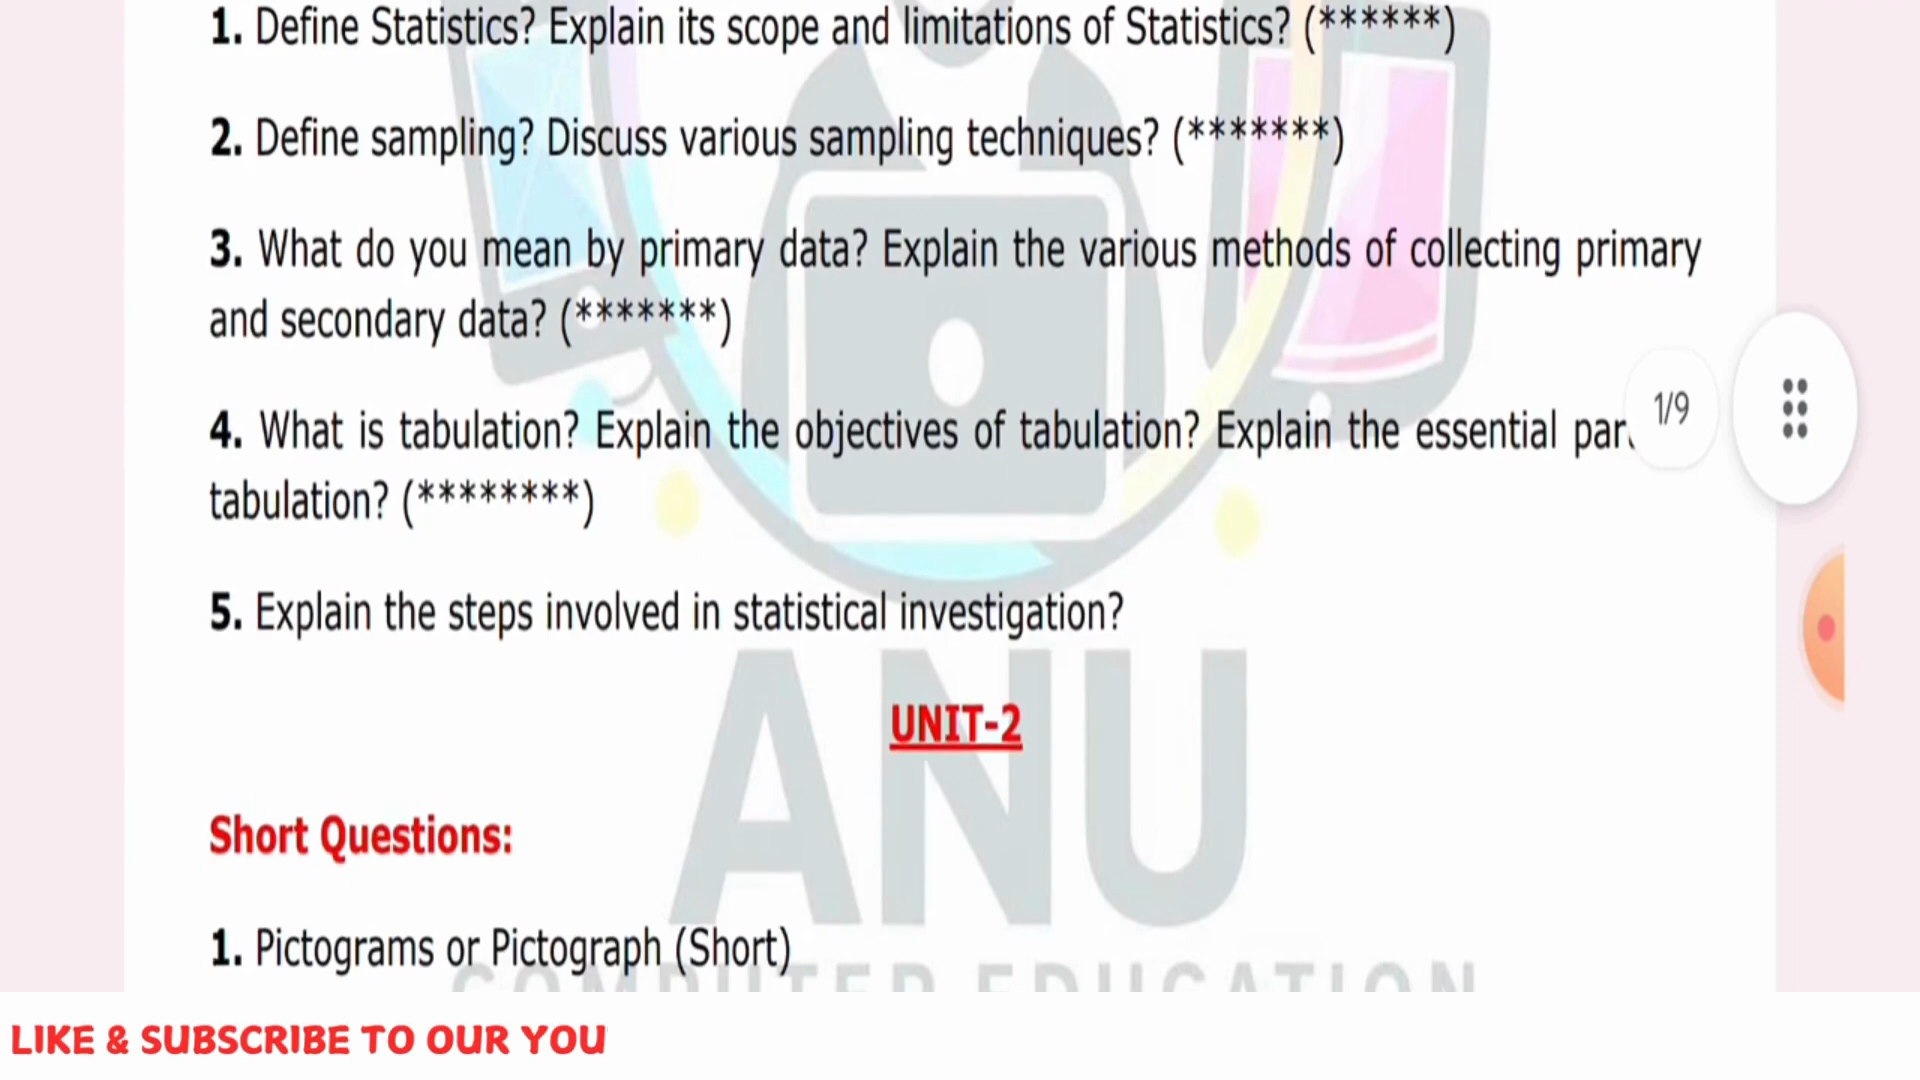 1. Define Statistics? Explain its scope and limitations of Statistics? (******)
2. Define sampling? Discuss various sampling techniques? (*******)
3. What do you mean by primary data? Explain the various methods of collecting primary
and secondary data? (*******)
4. What is tabulation? Explain the objectives of tabulation? Explain the essential
1/9
tabulation? (********)
5. Explain the steps involved in statistical investigation?
ANU
UNIT-2
Short Questions:
1. Pictograms or Pictograph (Short)
COMPUTER EDUCATION
LIKE & SUBSCRIBE TO OUR YOU